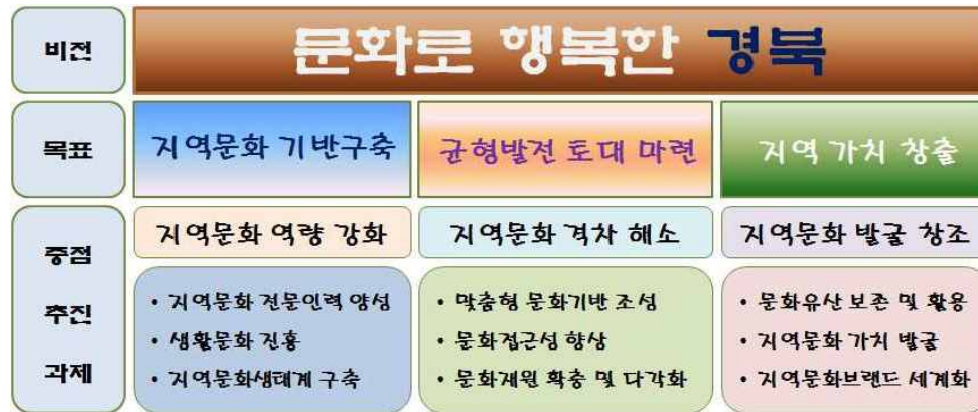 비전
문화로 행복한 경북
목표
지역문화 기반구축
균형발전 토대 마련
지역 가치 창출
중점
추진
과제
지역문화 역량 강화
지역문화 격차 해소
지역문화 발굴 창조
• 지역문화 전문인력 양성
• 생활문화 진흥
• 지역문화생태계 구축
• 맞춤형 문화기반 조성
• 문화접근성 향상
• 문화재원 확충 및 다각화
• 문화유산 보존 및 활용
• 지역문화 가치 발굴
• 지역문화브랜드 세계화